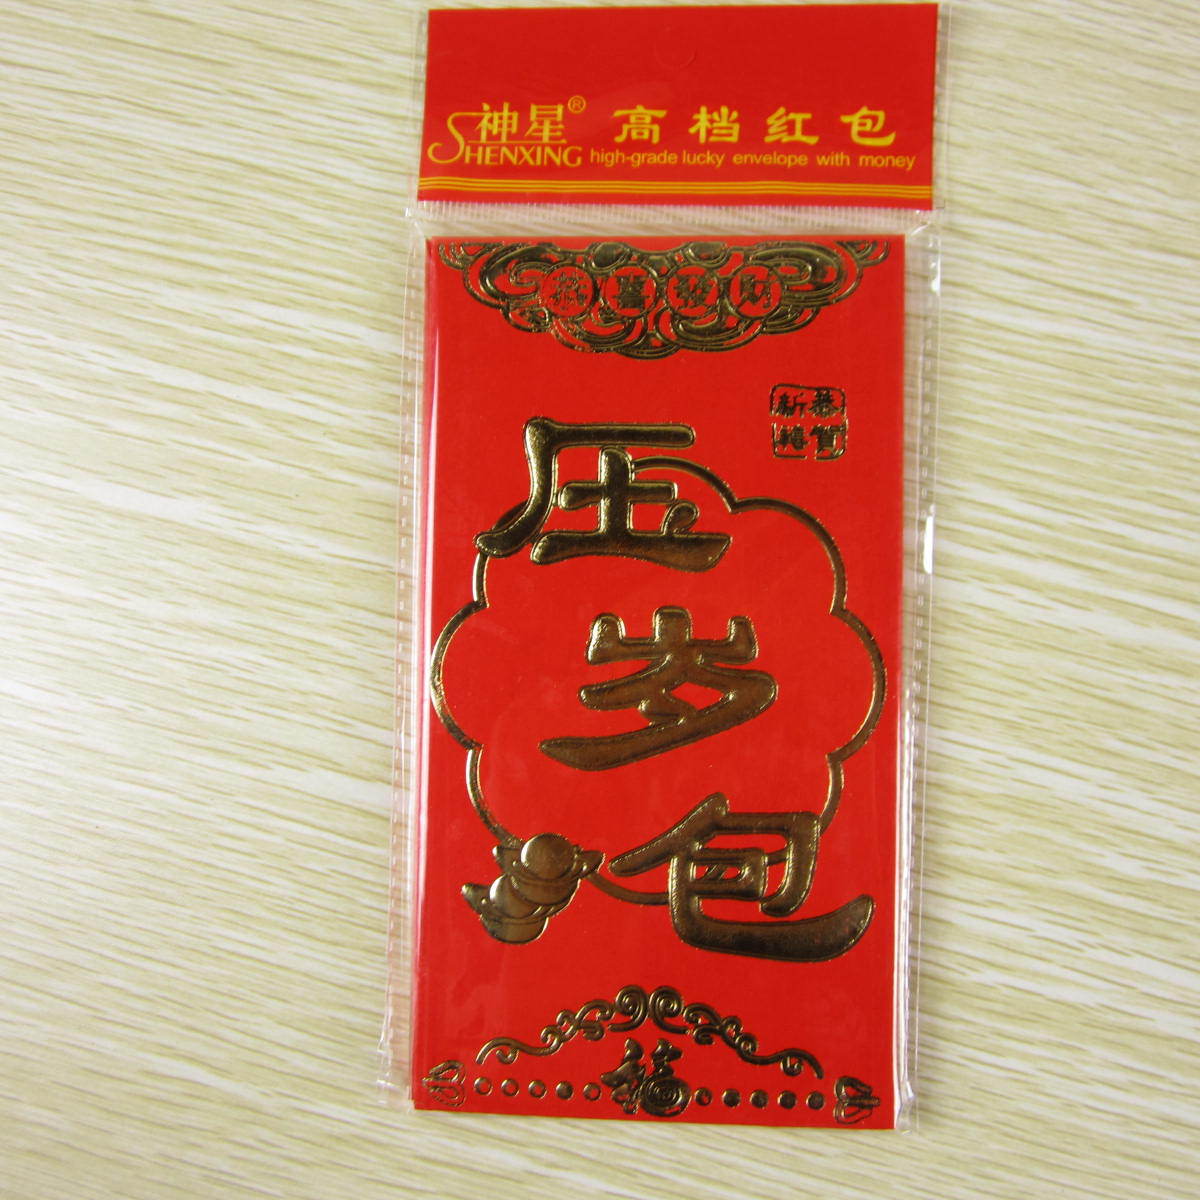 神星® 高档红包
SHENXING high-grade lucky envelope with money
恭喜發财
恭贺
新禧
压
岁
包
福